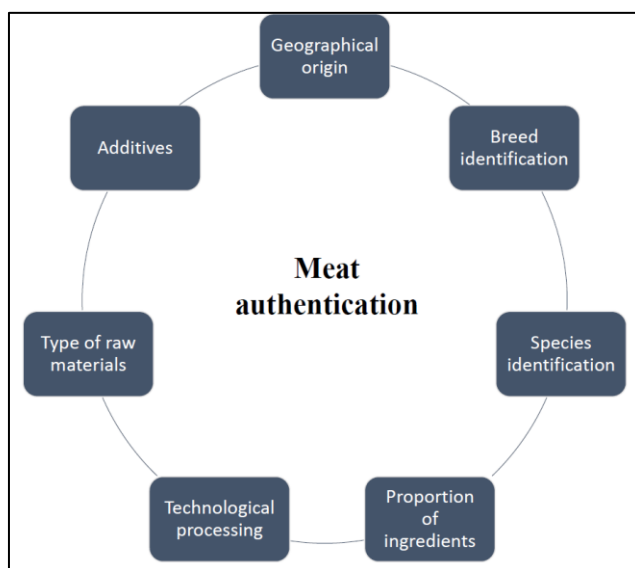 Geographical
origin
Breed
identification
Species
identification
Proportion
of
ingredients
Technological
processing
Type of raw
materials
Additives
Meat
authentication